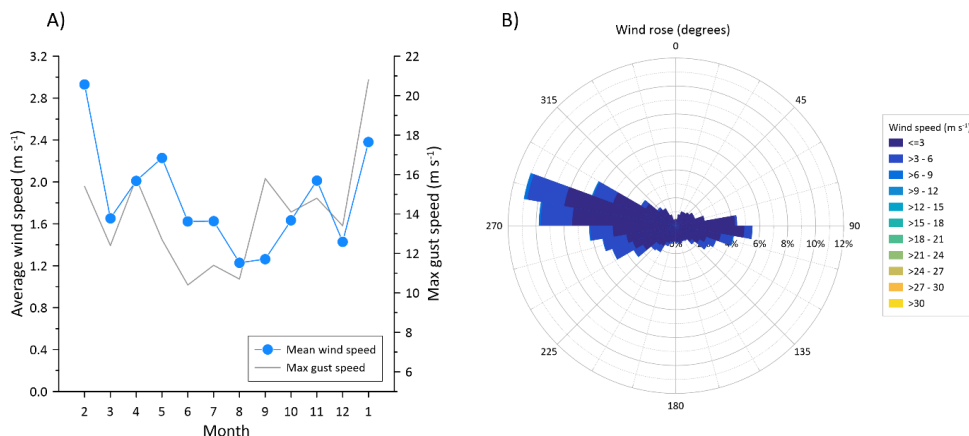 A)
Average wind speed (m s⁻¹)
3.2
2.8
2.4
2.0
1.6
1.2
0.8
0.4
0.0
22
20
18
16
14
12
10
8
6
Max gust speed (m s⁻¹)
Mean wind speed
Max gust speed
2 3 4 5 6 7 8 9 10 11 12 1
Month
B)
Wind rose (degrees)
0
315 45
270 90
4% 6% 8% 10% 12%
225 135
180
Wind speed (m s⁻¹)
<=3
>3 - 6
>6 - 9
>9 - 12
>12 - 15
>15 - 18
>18 - 21
>21 - 24
>24 - 27
>27 - 30
>30